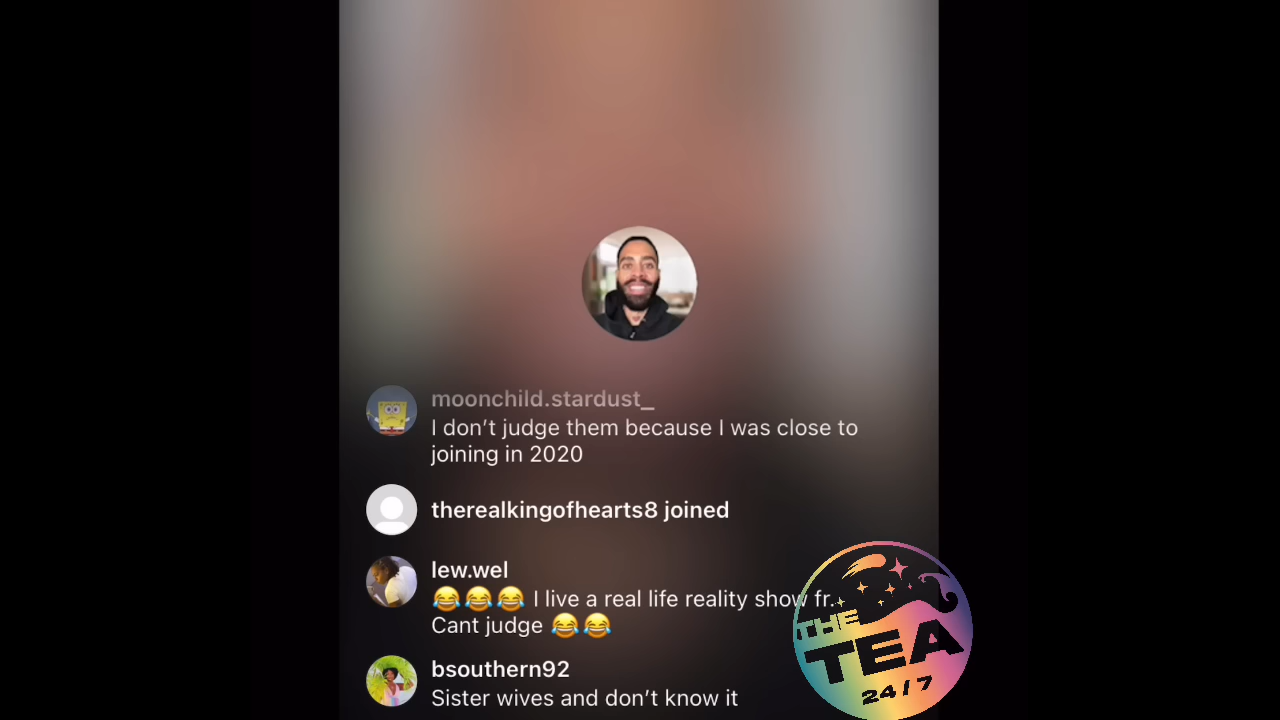 moonchild.stardust_
I don’t judge them because I was close to
joining in 2020
therealkingofhearts8 joined
lew.wel
😂😂😂 I live a real life reality show fr.
Cant judge 😂😂
bsouthern92
Sister wives and don’t know it
THE
TEA
24/7